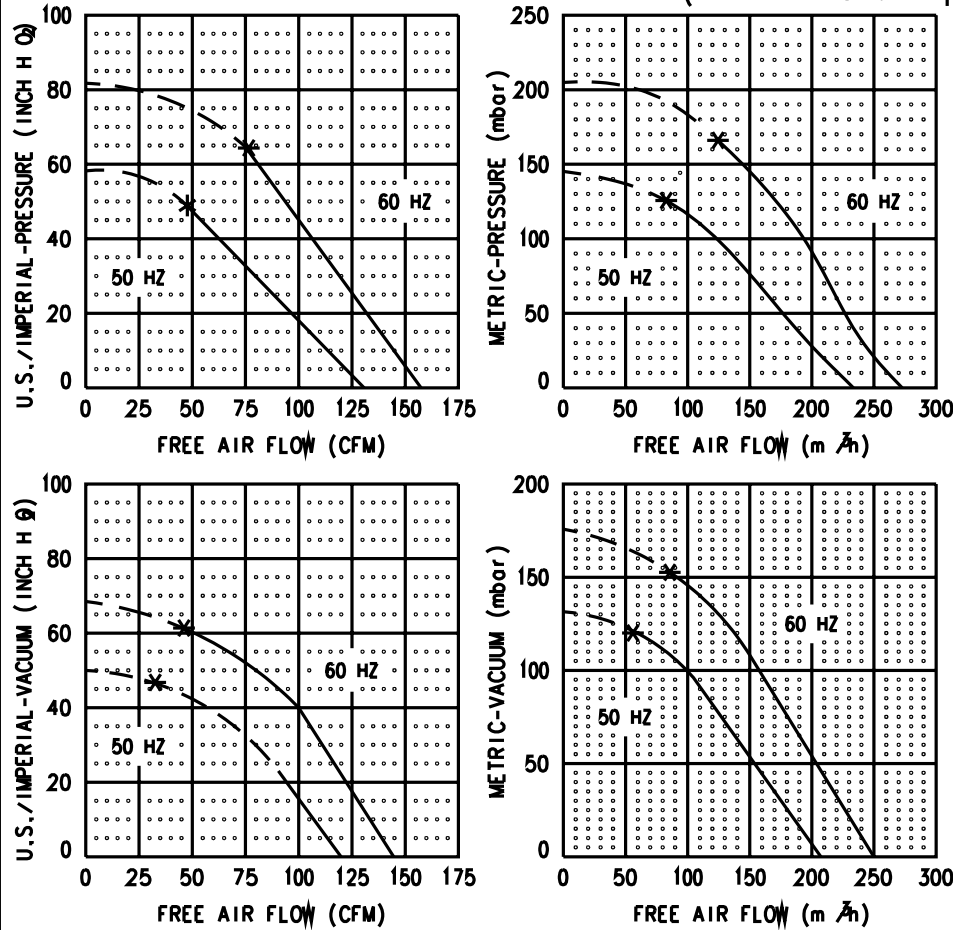 U.S./IMPERIAL-PRESSURE (INCH H2O)
100
80
60
40
20
0
60 HZ
50 HZ
0 25 50 75 100 125 150 175
FREE AIR FLOW (CFM)
METRIC-PRESSURE (mbar)
250
200
150
100
50
0
60 HZ
50 HZ
0 50 100 150 200 250 300
FREE AIR FLOW (m3/h)
U.S./IMPERIAL-VACUUM (INCH H2O)
100
80
60
40
20
0
60 HZ
50 HZ
0 25 50 75 100 125 150 175
FREE AIR FLOW (CFM)
METRIC-VACUUM (mbar)
200
150
100
50
0
60 HZ
50 HZ
0 50 100 150 200 250 300
FREE AIR FLOW (m3/h)